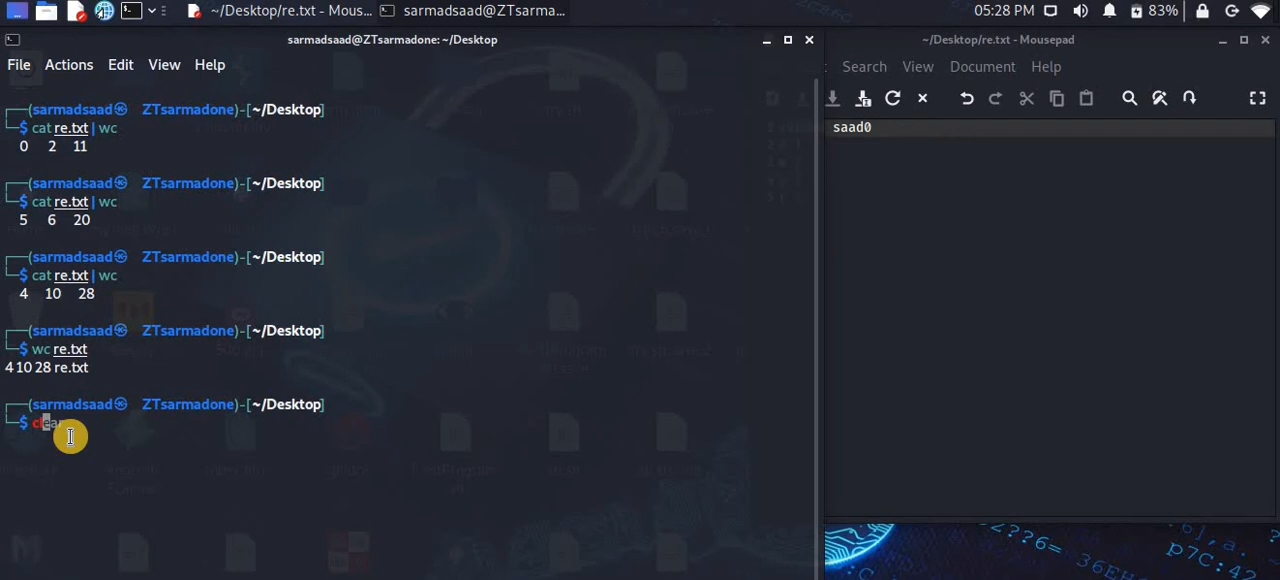 ~/Desktop/re.txt - Mous...
sarmadsaad@ZTsarma...
05:28 PM
83%
sarmadsaad@ZTsarmadone: ~/Desktop
File Actions Edit View Help
┌──(sarmadsaad㉿ ZTsarmadone)-[~/Desktop]
└─$ cat re.txt | wc
0 2 11
┌──(sarmadsaad㉿ ZTsarmadone)-[~/Desktop]
└─$ cat re.txt | wc
5 6 20
┌──(sarmadsaad㉿ ZTsarmadone)-[~/Desktop]
└─$ cat re.txt | wc
4 10 28
┌──(sarmadsaad㉿ ZTsarmadone)-[~/Desktop]
└─$ wc re.txt
4 10 28 re.txt
┌──(sarmadsaad㉿ ZTsarmadone)-[~/Desktop]
└─$ clear
~/Desktop/re.txt - Mousepad
Search View Document Help
saad0